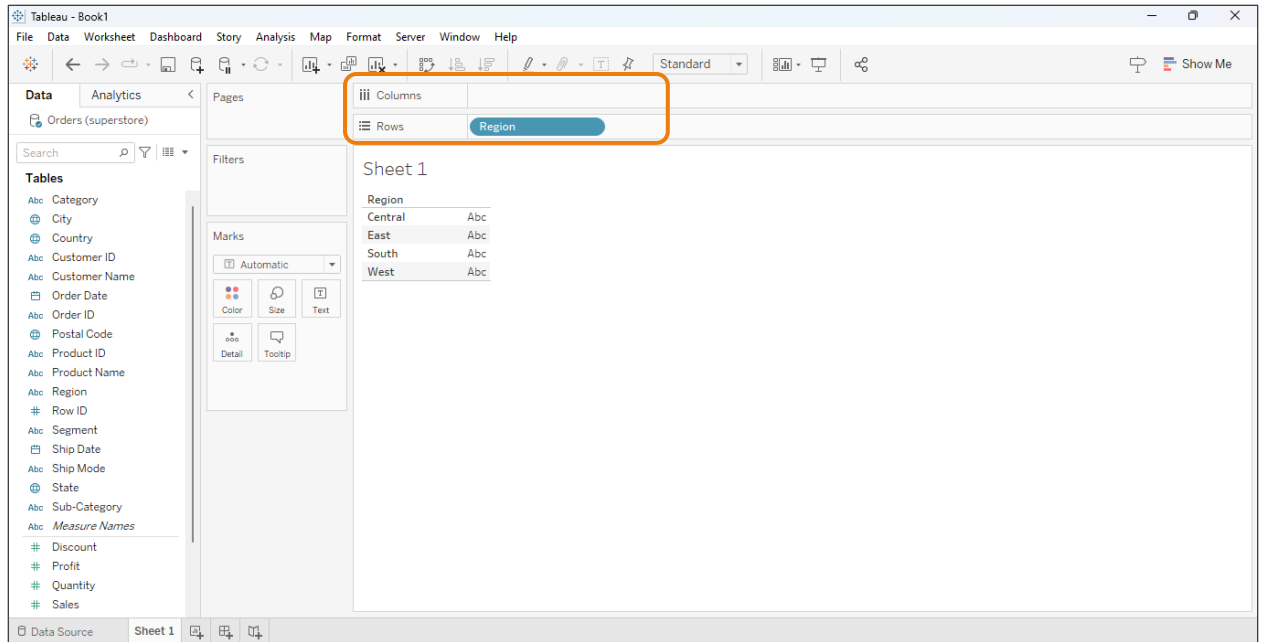 Tableau - Book1
File Data Worksheet Dashboard Story Analysis Map Format Server Window Help
Standard
Show Me
Data Analytics
Orders (superstore)
Search
Tables
Abc Category
City
Country
Abc Customer ID
Abc Customer Name
Order Date
Abc Order ID
Postal Code
Abc Product ID
Abc Product Name
Abc Region
# Row ID
Abc Segment
Ship Date
Abc Ship Mode
State
Abc Sub-Category
Abc Measure Names
# Discount
# Profit
# Quantity
# Sales
Pages
Filters
Marks
T Automatic
Color Size Text
Detail Tooltip
Columns
Rows Region
Sheet 1
Region
Central Abc
East Abc
South Abc
West Abc
Data Source Sheet 1